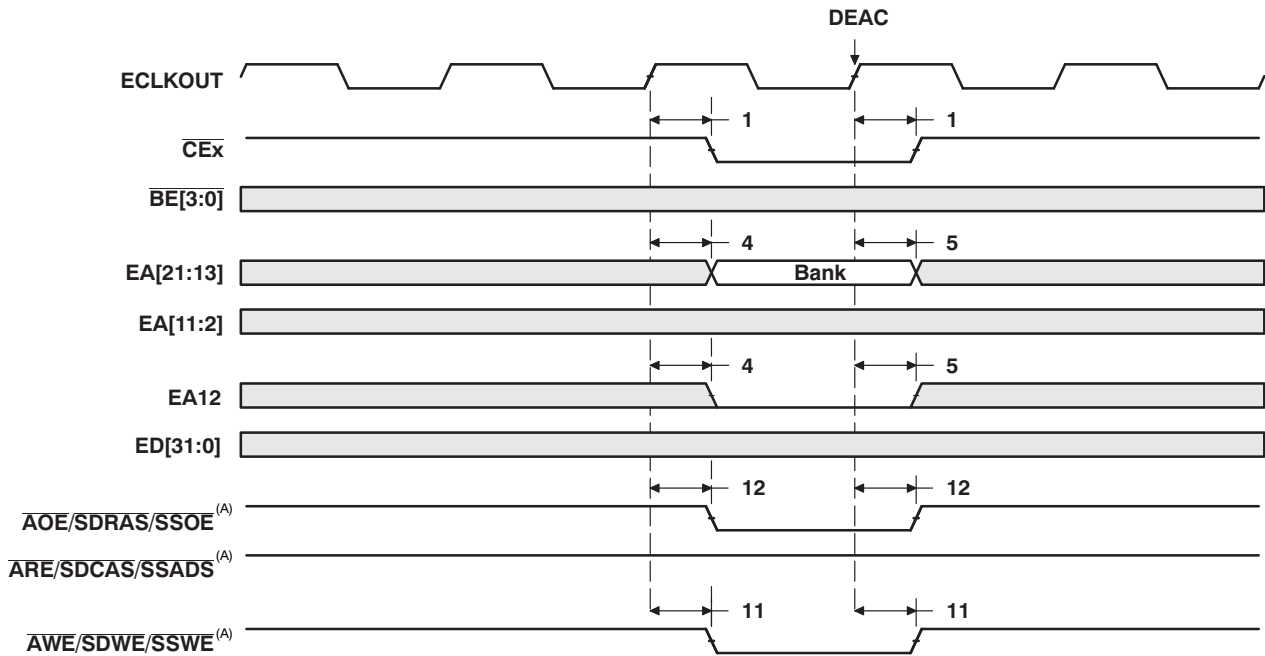 DEAC
ECLKOUT
1 1
CEx
BE[3:0]
4 5
EA[21:13] Bank
EA[11:2]
4 5
EA12
ED[31:0]
12 12
AOE/SDRAS/SSOE(A)
ARE/SDCAS/SSADS(A)
11 11
AWE/SDWE/SSWE(A)